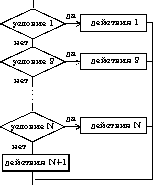 условие 1
да
действия 1
нет
условие 2
да
действия 2
нет
условие N
да
действия N
нет
действия N+1